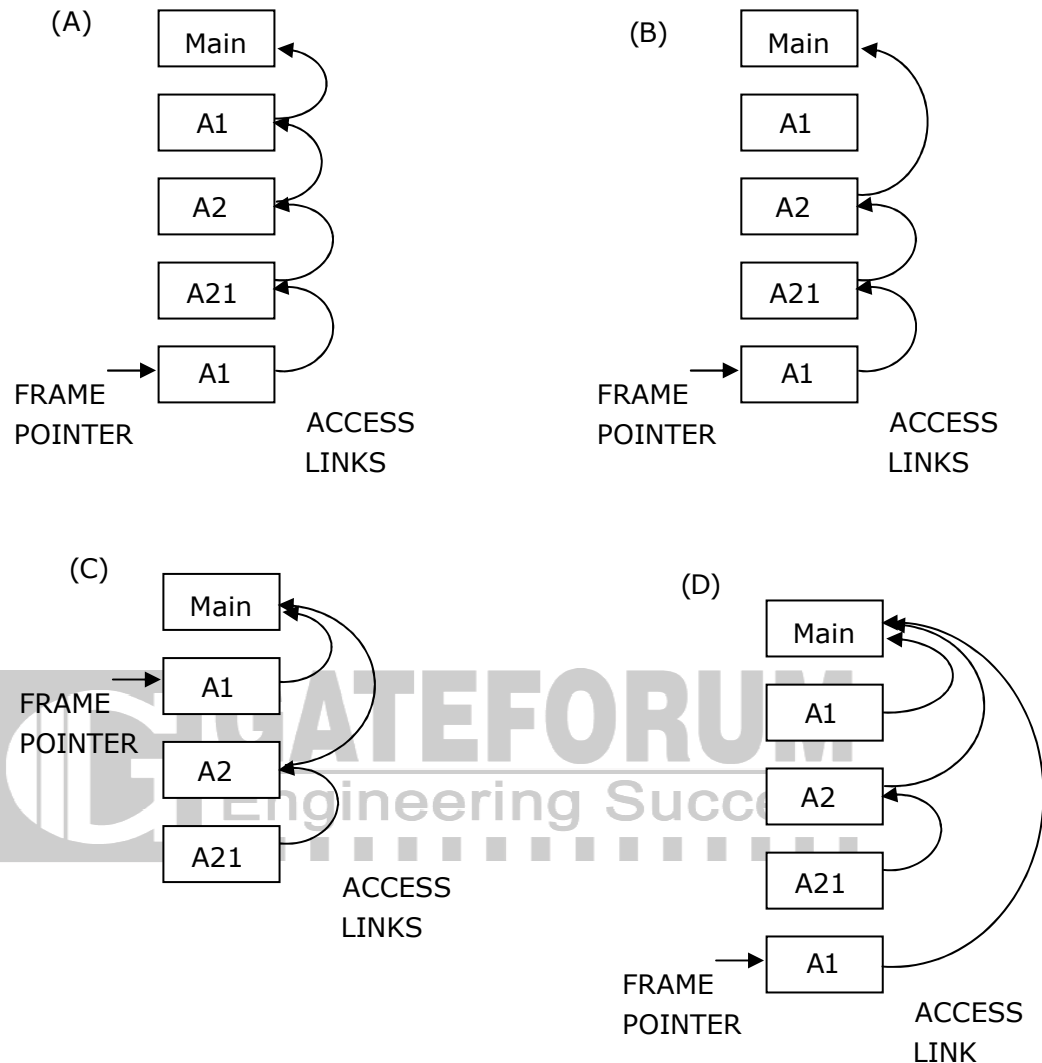 (A)
Main
A1
A2
A21
A1
FRAME
POINTER
ACCESS
LINKS
(B)
Main
A1
A2
A21
A1
FRAME
POINTER
ACCESS
LINKS
(C)
Main
A1
FRAME
POINTER
A2
A21
ACCESS
LINKS
(D)
Main
A1
A2
A21
A1
FRAME
POINTER
ACCESS
LINK
GATEFORUM
Engineering Succe